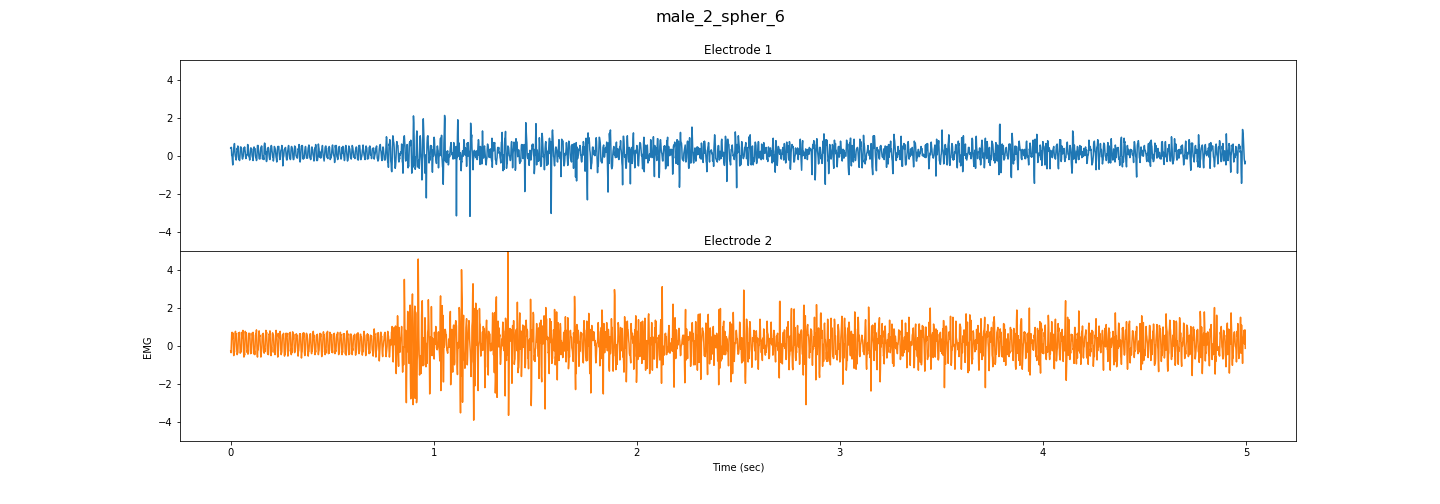 male_2_spher_6
Electrode 1
4
2
0
−2
−4
Electrode 2
4
2
0
−2
−4
EMG
0 1 2 3 4 5
Time (sec)